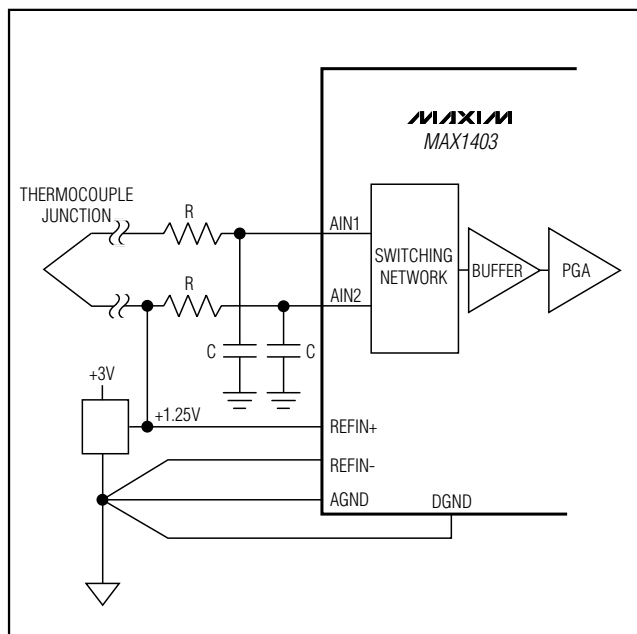 MAXIM
MAX1403
THERMOCOUPLE
JUNCTION
R
AIN1
SWITCHING
NETWORK
BUFFER
PGA
R
AIN2
C
C
+3V
+1.25V
REFIN+
REFIN-
AGND
DGND